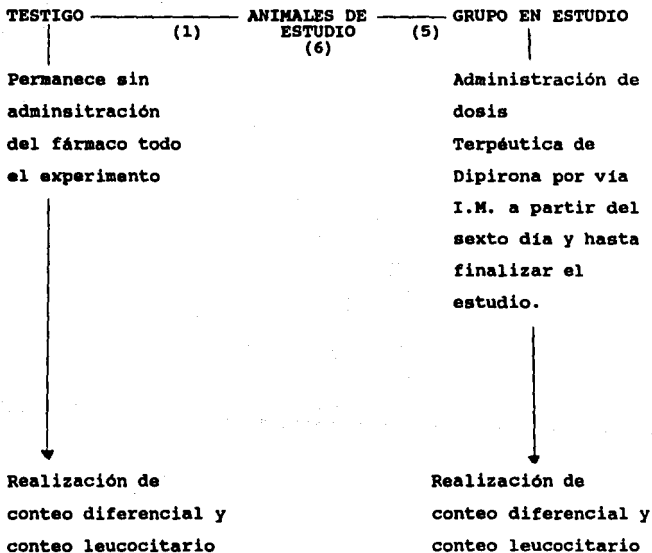 TESTIGO ANIMALES DE GRUPO EN ESTUDIO
(1) ESTUDIO (5)
(6)
Permanece sin
adminsitración
del fármaco todo
el experimento
Administración de
dosis
Terpéutica de
Dipirona por vía
I.M. a partir del
sexto día y hasta
finalizar el
estudio.
Realización de
conteo diferencial y
conteo leucocitario
Realización de
conteo diferencial y
conteo leucocitario